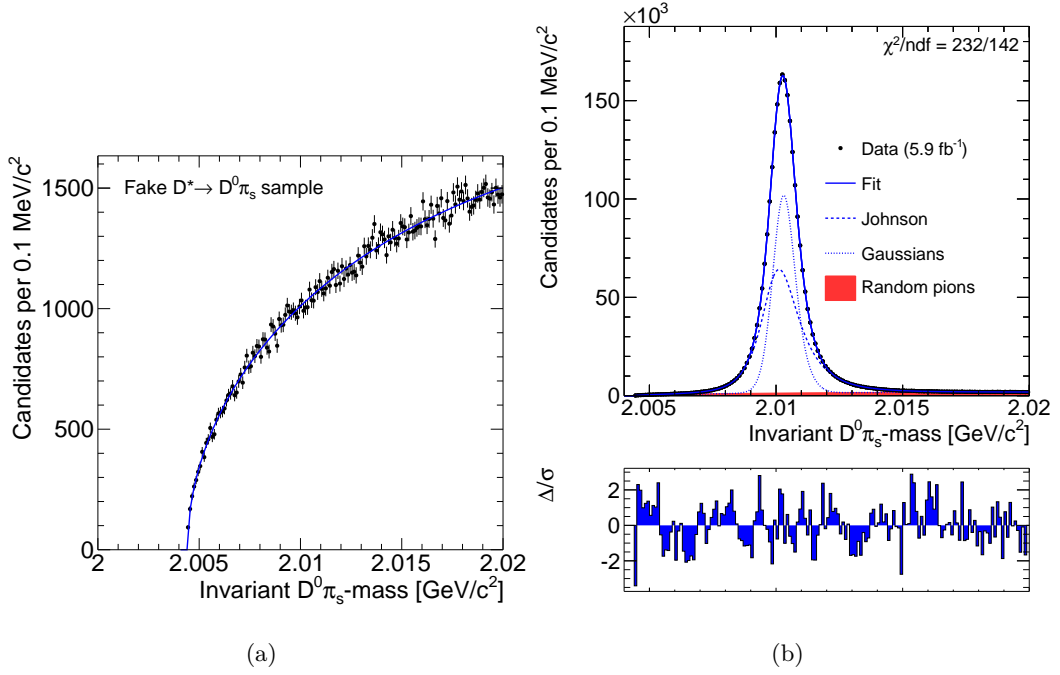 Fake D*→ D⁰πₛ sample
Candidates per 0.1 MeV/c²
1500
1000
500
0
2 2.005 2.01 2.015 2.02
Invariant D⁰πₛ-mass [GeV/c²]
(a)
×10³
χ²/ndf = 232/142
Candidates per 0.1 MeV/c²
150
100
50
0
Data (5.9 fb⁻¹)
Fit
Johnson
Gaussians
Random pions
2.005 2.01 2.015 2.02
Invariant D⁰πₛ-mass [GeV/c²]
Δ/σ
2
0
-2
(b)